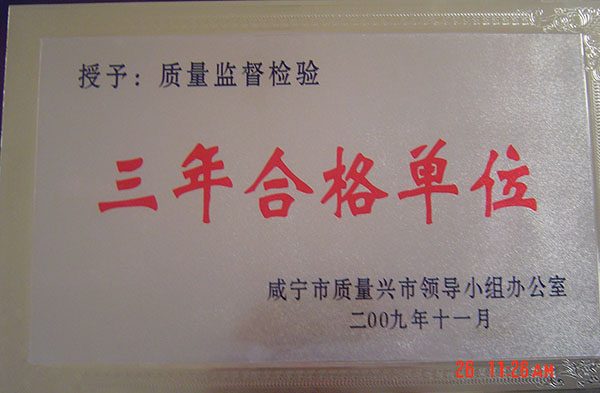 授予：质量监督检验
三年合格单位
咸宁市质量兴市领导小组办公室
二00九年十一月
26 11:26AM